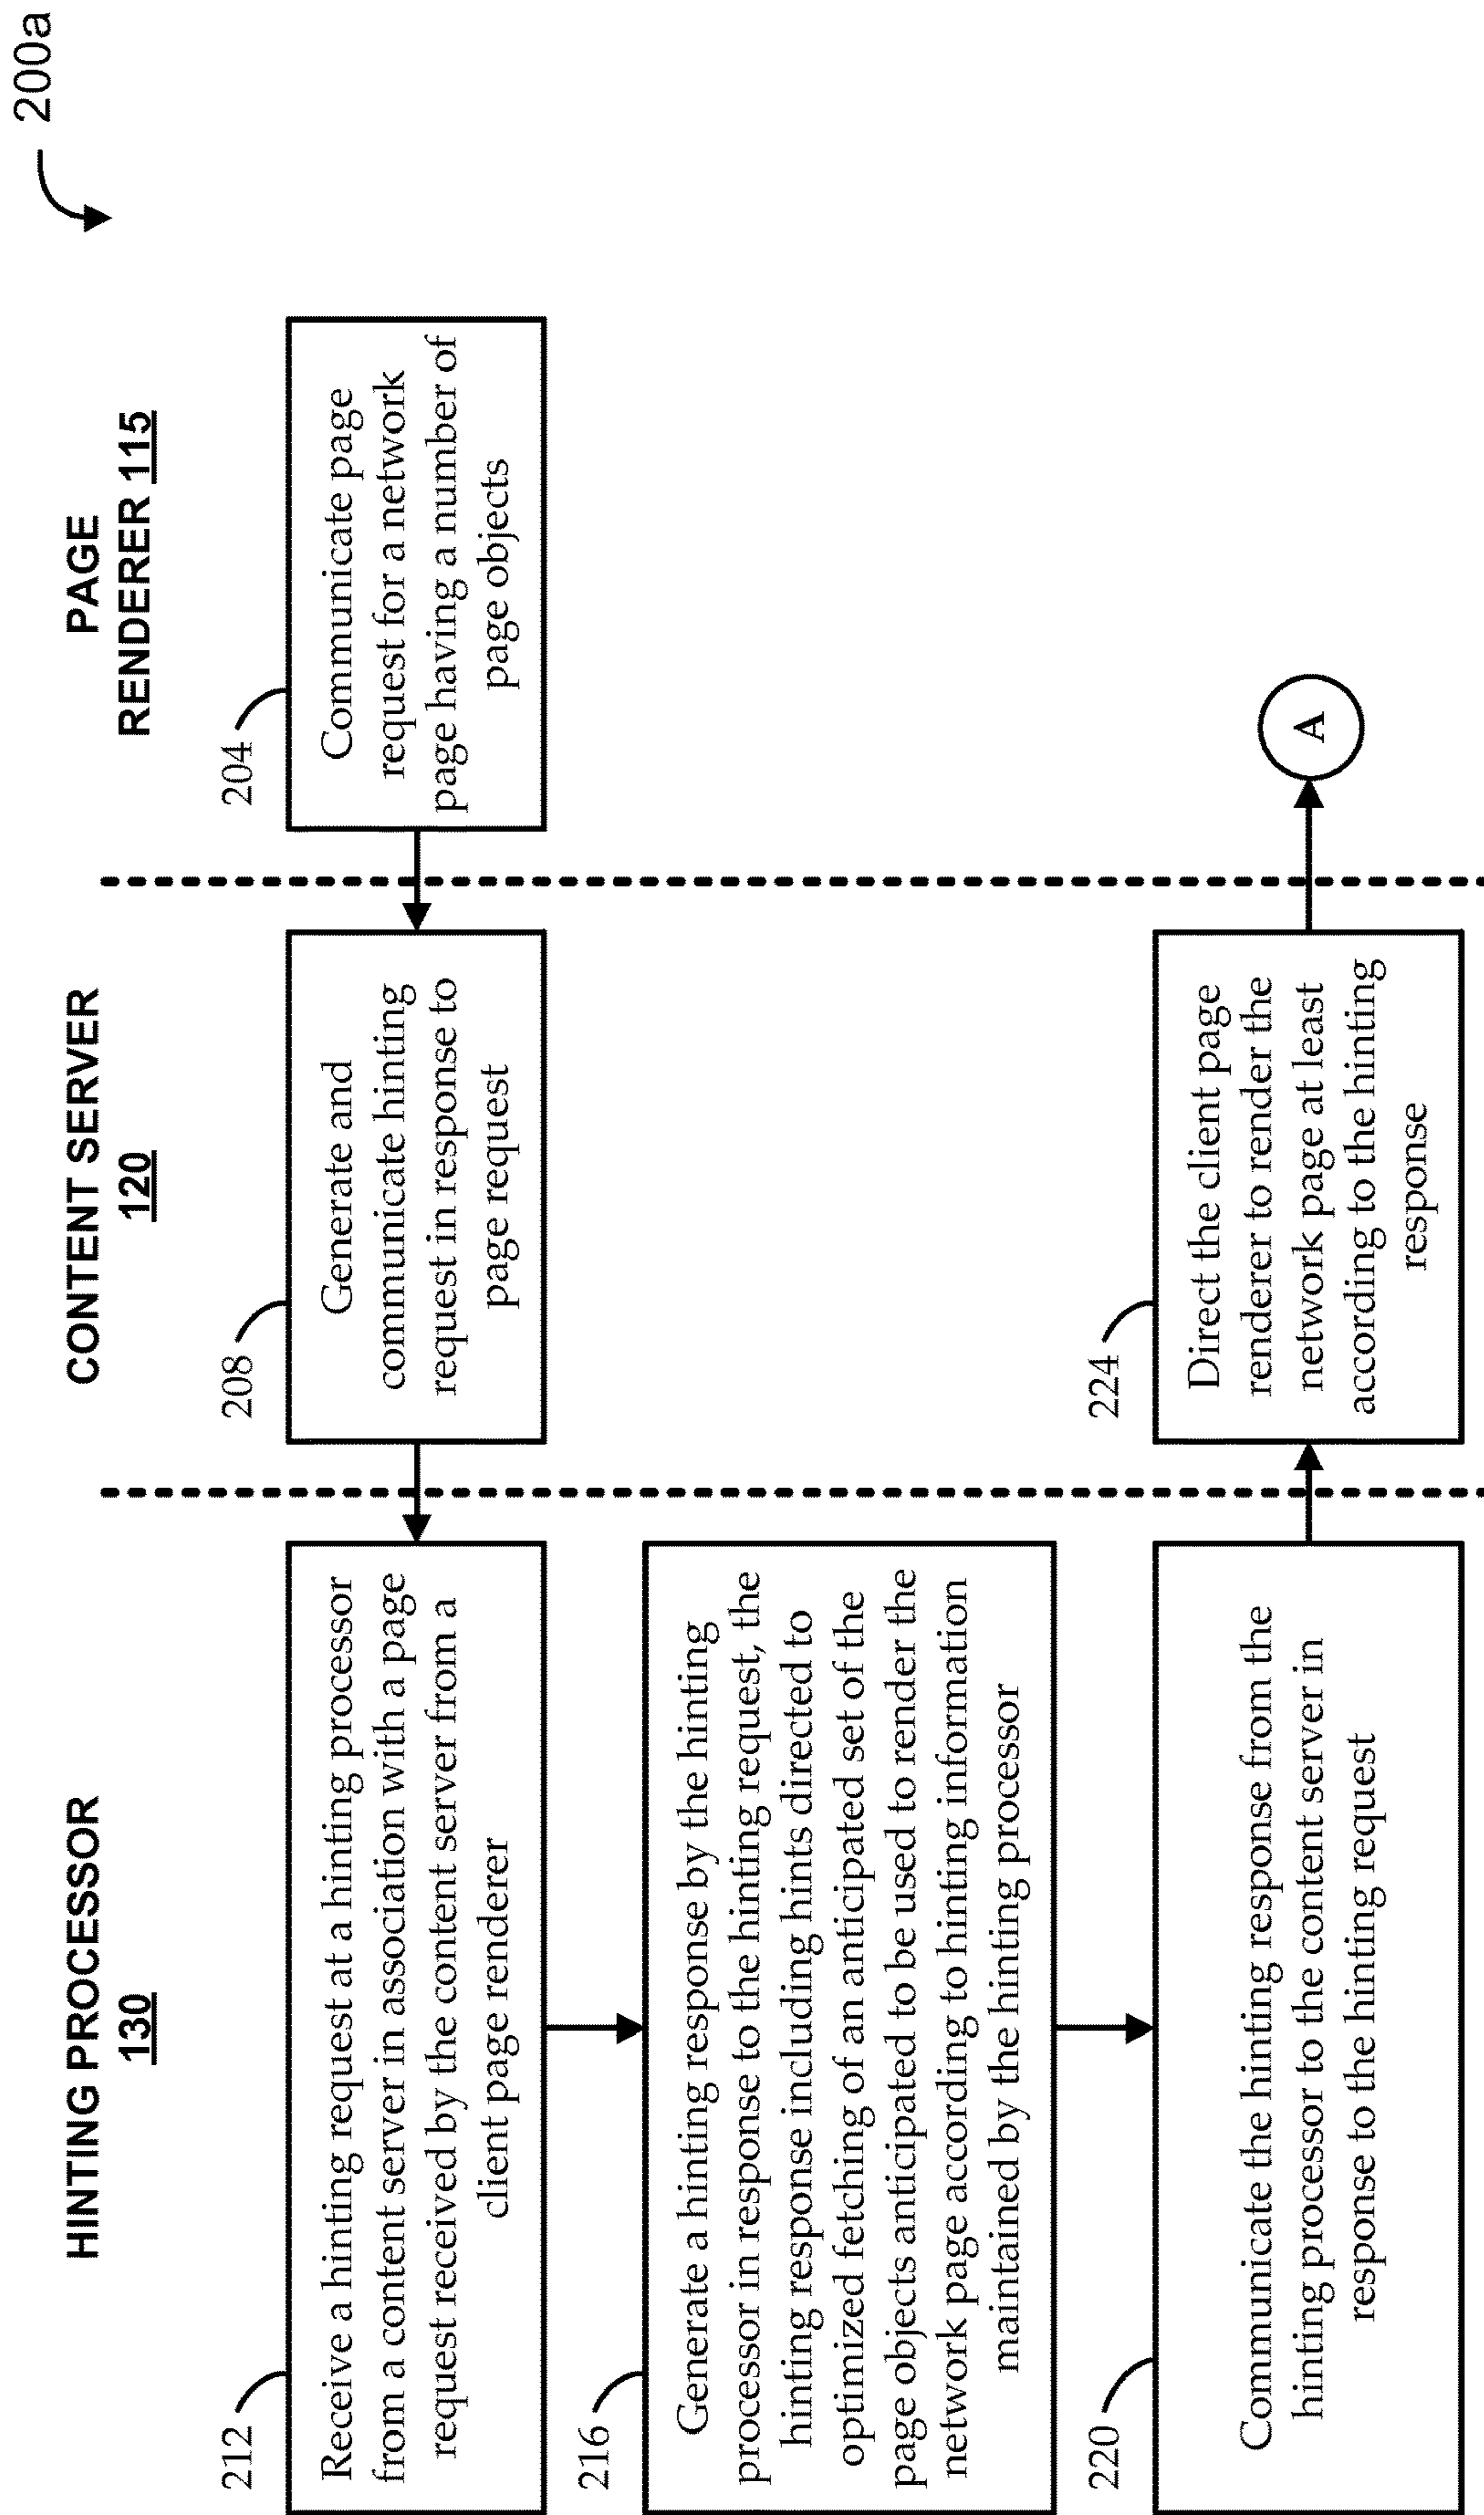 200a
HINTING PROCESSOR
130
CONTENT SERVER
120
PAGE
RENDERER 115
212
Receive a hinting request at a hinting processor
from a content server in association with a page
request received by the content server from a
client page renderer
208
Generate and
communicate hinting
request in response to
page request
204
Communicate page
request for a network
page having a number of
page objects
216
Generate a hinting response by the hinting
processor in response to the hinting request, the
hinting response including hints directed to
optimized fetching of an anticipated set of the
page objects anticipated to be used to render the
network page according to hinting information
maintained by the hinting processor
220
Communicate the hinting response from the
hinting processor to the content server in
response to the hinting request
224
Direct the client page
renderer to render the
network page at least
according to the hinting
response
A